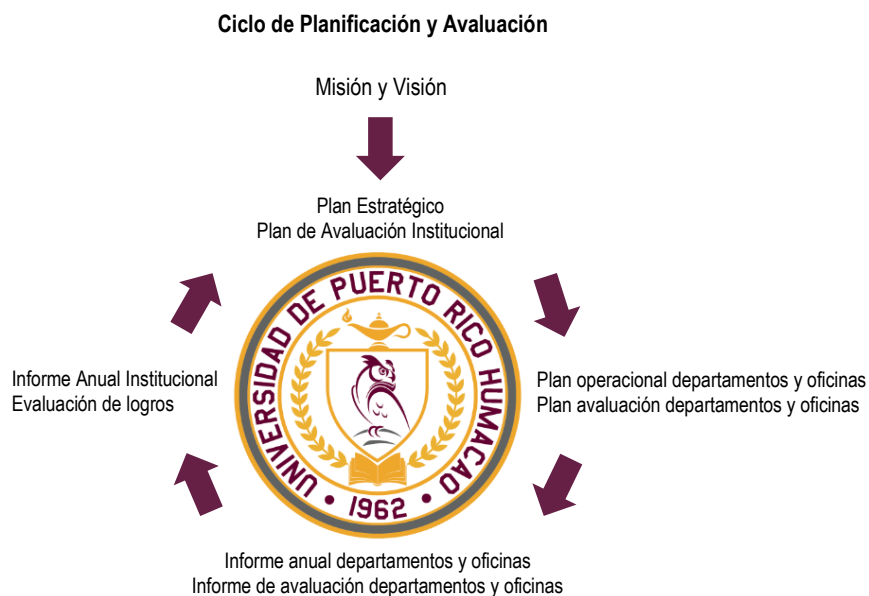 Ciclo de Planificación y Avaluación
Misión y Visión
Plan Estratégico
Plan de Avaluación Institucional
UNIVERSIDAD DE PUERTO RICO HUMACAO
• 1962 •
Informe Anual Institucional
Evaluación de logros
Plan operacional departamentos y oficinas
Plan avaluación departamentos y oficinas
Informe anual departamentos y oficinas
Informe de avaluación departamentos y oficinas